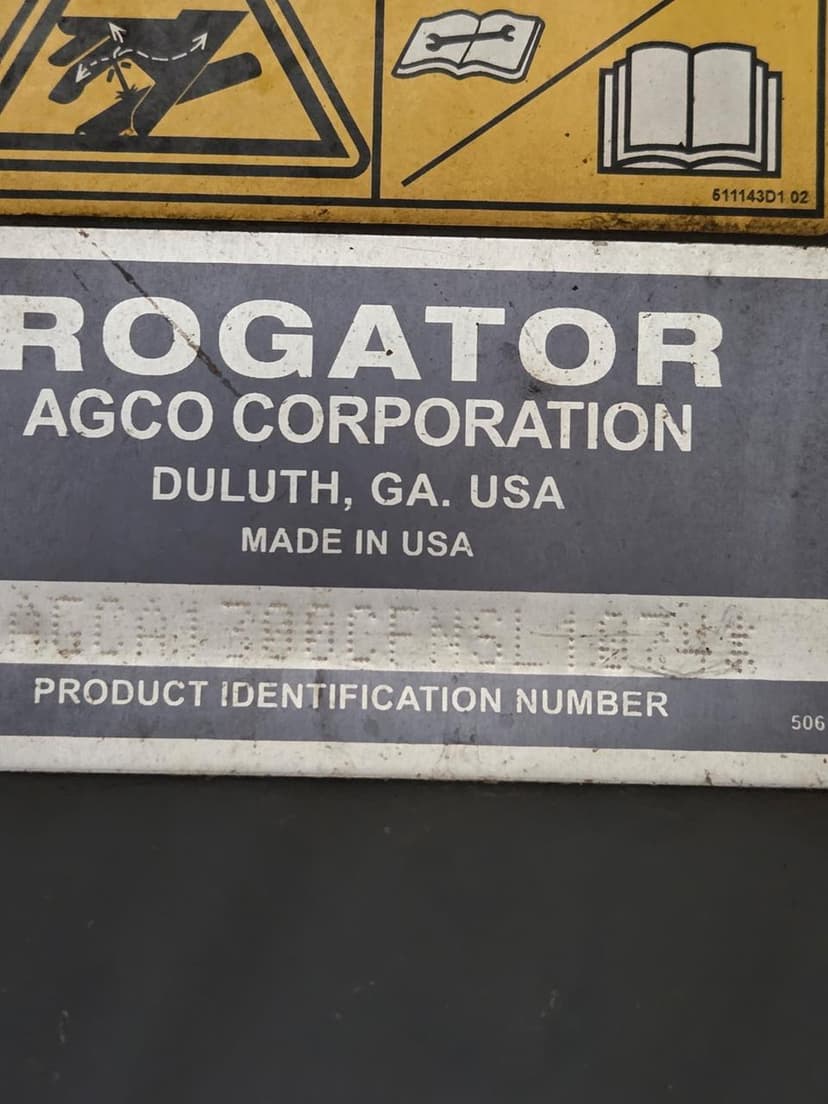 511143D1 02
ROGATOR
AGCO CORPORATION
DULUTH, GA. USA
MADE IN USA
PRODUCT IDENTIFICATION NUMBER
506